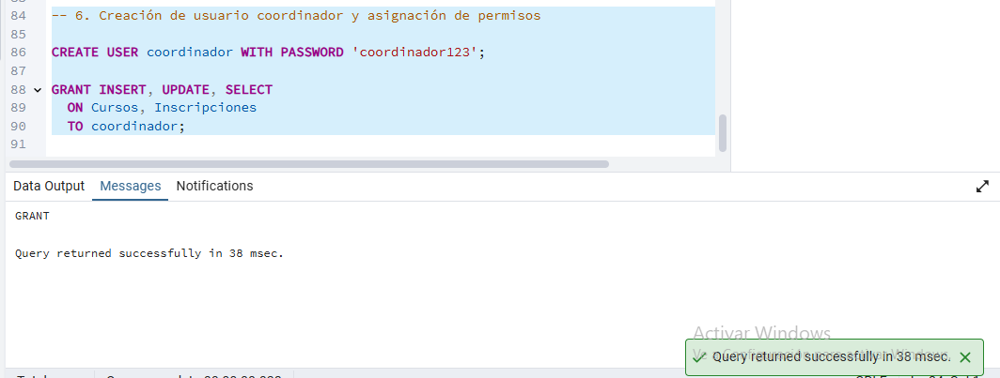 84 -- 6. Creación de usuario coordinador y asignación de permisos
85
86 CREATE USER coordinador WITH PASSWORD 'coordinador123';
87
88 GRANT INSERT, UPDATE, SELECT
89 ON Cursos, Inscripciones
90 TO coordinador;
91
Data Output Messages Notifications
GRANT
Query returned successfully in 38 msec.
Activar Windows
Query returned successfully in 38 msec.